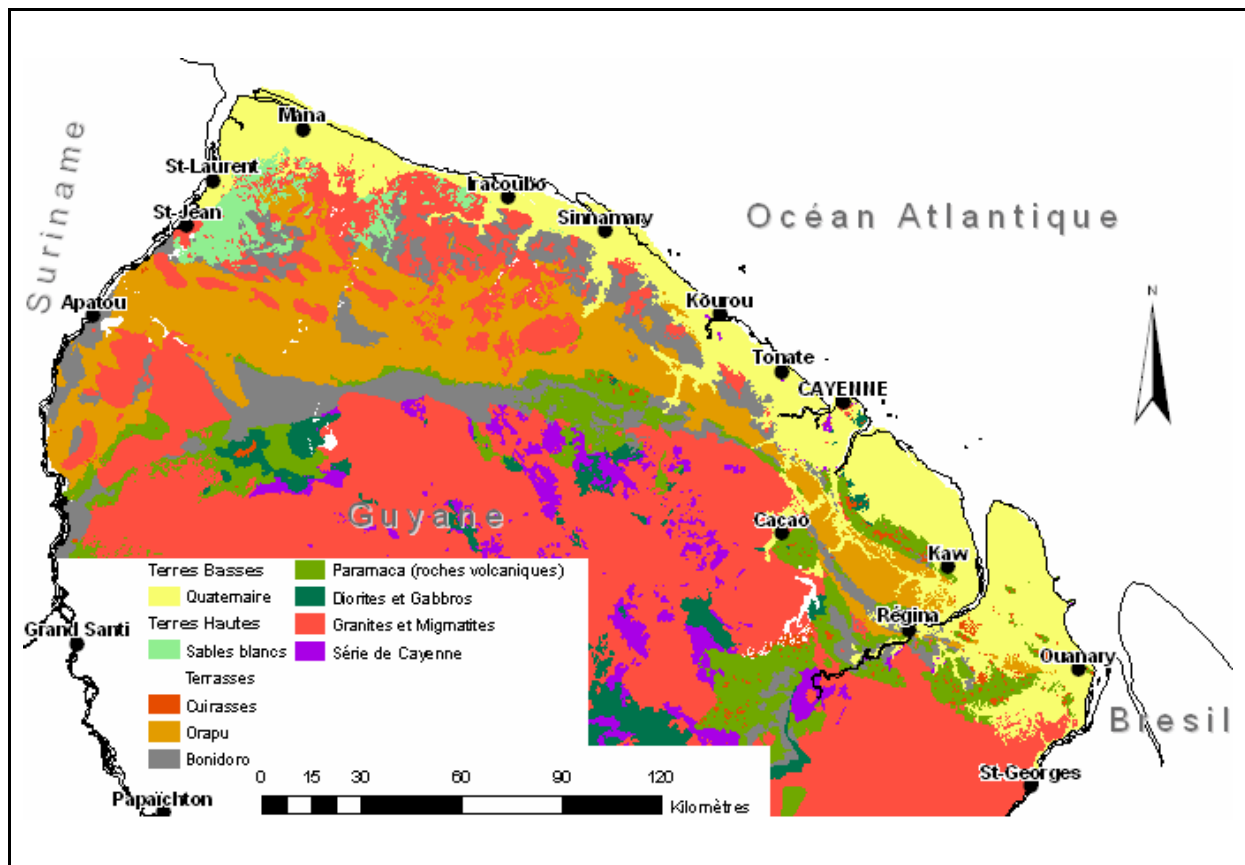 Mana
St-Laurent
Iracoubo
St-Jean
Sinnamary
Océan Atlantique
Suriname
N
Apatou
Kourou
Tonate
CAYENNE
Guyane
Cacao
Kaw
Terres Basses
Paramaca (roches volcaniques)
Quaternaire
Diorites et Gabbros
Terres Hautes
Granites et Migmatites
Régina
Grand Santi
Sables blancs
Série de Cayenne
Ouanary
Terrasses
Cuirasses
Bresil
Orapu
Bonidoro
St-Georges
0 15 30 60 90 120
Kilomètres
Papaïchton